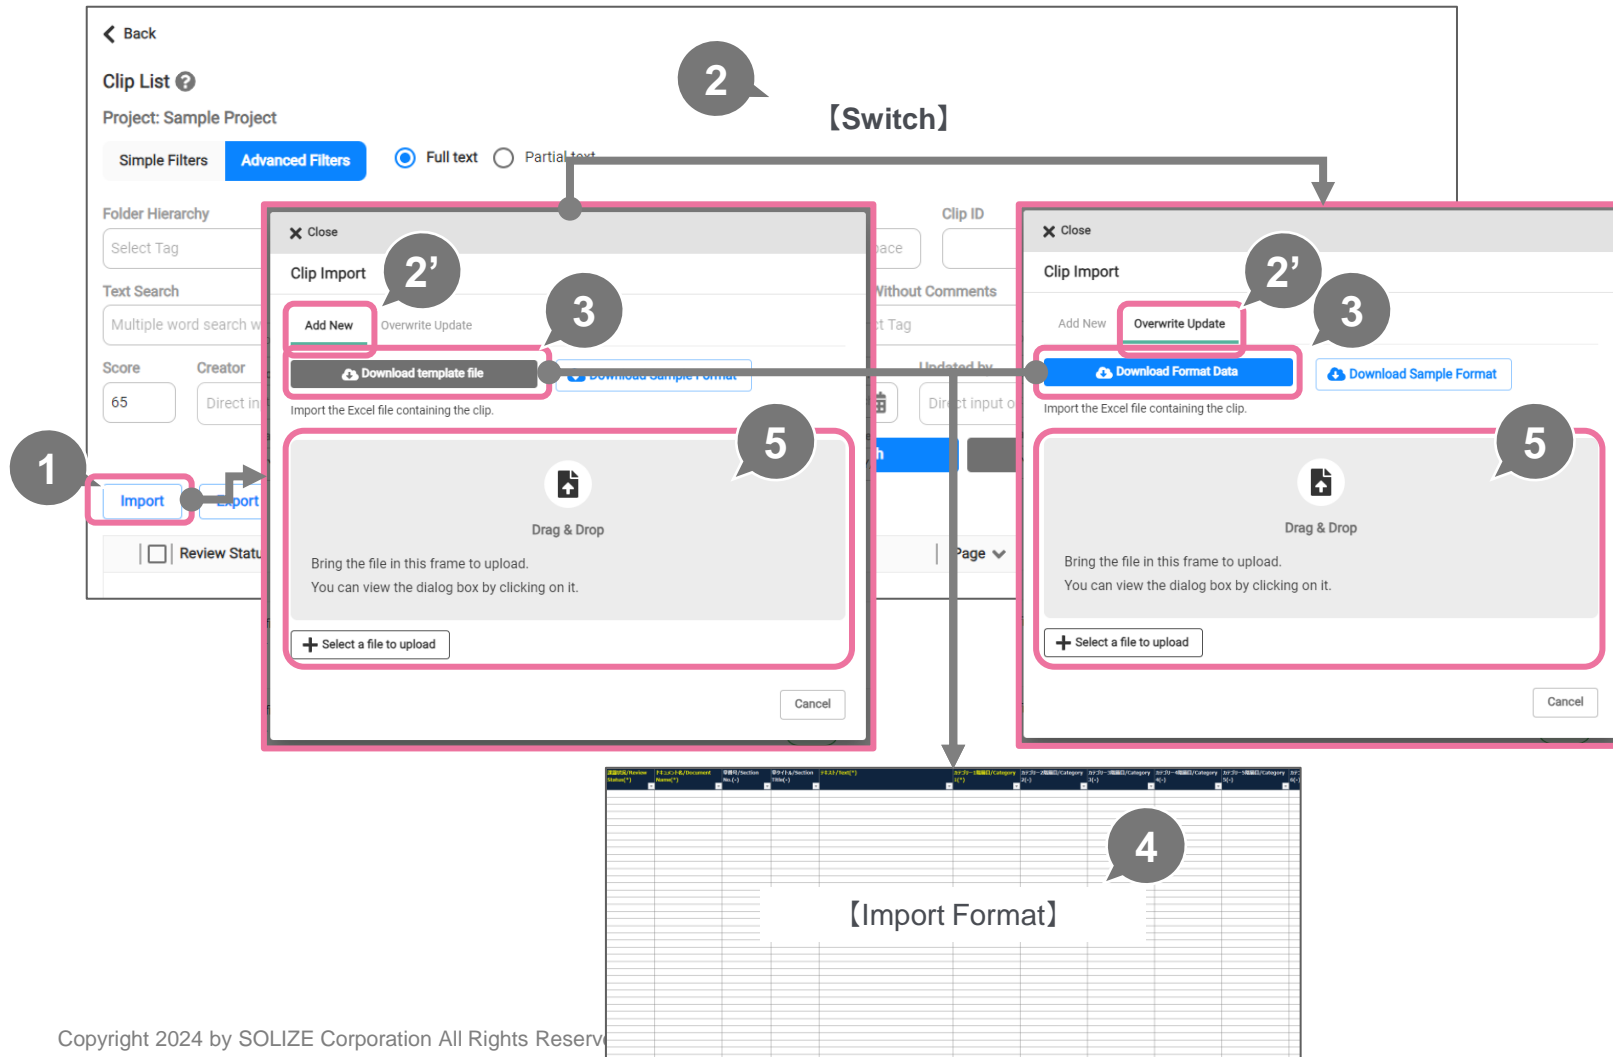 Back
Clip List
Project: Sample Project
Simple Filters
Advanced Filters
Full text
Partial text
2
【Switch】
Folder Hierarchy
Select Tag
Clip ID
Text Search
Multiple word search w
Without Comments
Score
Creator
65
Direct in
Updated by
Direct input o
1
Import
Export
Review Statu
Page
Close
Clip Import
2’
Add New
Overwrite Update
3
Download template file
Download Sample Format
Import the Excel file containing the clip.
5
Drag & Drop
Bring the file in this frame to upload.
You can view the dialog box by clicking on it.
Select a file to upload
Cancel
Close
Clip Import
2’
Add New
Overwrite Update
3
Download Format Data
Download Sample Format
Import the Excel file containing the clip.
5
Drag & Drop
Bring the file in this frame to upload.
You can view the dialog box by clicking on it.
Select a file to upload
Cancel
4
【Import Format】
Copyright 2024 by SOLIZE Corporation All Rights Reserv